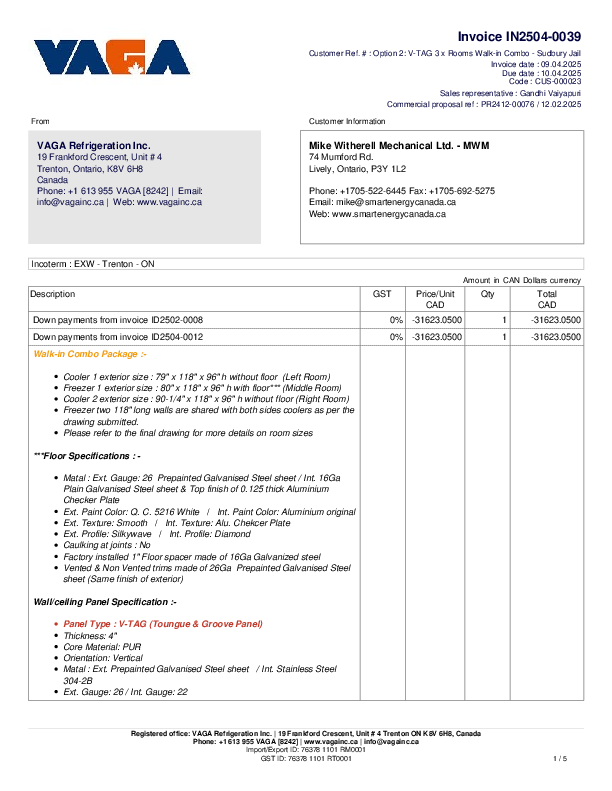 VAGA
Invoice IN2504-0039
Customer Ref. # : Option 2: V-TAG 3 x Rooms Walk-in Combo - Sudbury Jail
Invoice date : 09.04.2025
Due date : 10.04.2025
Code : CUS-000023
Sales representative : Gandhi Vaiyapuri
Commercial proposal ref : PR2412-00076 / 12.02.2025
From
Customer Information
VAGA Refrigeration Inc.
19 Frankford Crescent, Unit # 4
Trenton, Ontario, K8V 6H8
Canada
Phone: +1 613 955 VAGA [8242] | Email:
info@vagainc.ca | Web: www.vagainc.ca
Mike Witherell Mechanical Ltd. - MWM
74 Mumford Rd.
Lively, Ontario, P3Y 1L2
Phone: +1705-522-6445 Fax: +1705-692-5275
Email: mike@smartenergycanada.ca
Web: www.smartenergycanada.ca
Incoterm : EXW - Trenton - ON
Amount in CAN Dollars currency
Description GST Price/Unit CAD Qty Total CAD
Down payments from invoice ID2502-0008 0% -31623.0500 1 -31623.0500
Down payments from invoice ID2504-0012 0% -31623.0500 1 -31623.0500
Walk-in Combo Package :-
• Cooler 1 exterior size : 79" x 118" x 96" h without floor (Left Room)
• Freezer 1 exterior size : 80" x 118" x 96" h with floor*** (Middle Room)
• Cooler 2 exterior size : 90-1/4" x 118" x 96" h without floor (Right Room)
• Freezer two 118" long walls are shared with both sides coolers as per the
drawing submitted.
• Please refer to the final drawing for more details on room sizes
***Floor Specifications : -
• Matal : Ext. Gauge: 26 Prepainted Galvanised Steel sheet / Int. 16Ga
Plain Galvanised Steel sheet & Top finish of 0.125 thick Aluminium
Checker Plate
• Ext. Paint Color: Q. C. 5216 White / Int. Paint Color: Aluminium original
• Ext. Texture: Smooth / Int. Texture: Alu. Chekcer Plate
• Ext. Profile: Silkywave / Int. Profile: Diamond
• Caulking at joints : No
• Factory installed 1" Floor spacer made of 16Ga Galvanized steel
• Vented & Non Vented trims made of 26Ga Prepainted Galvanised Steel
sheet (Same finish of exterior)
Wall/ceiling Panel Specification :-
• Panel Type : V-TAG (Toungue & Groove Panel)
• Thickness: 4"
• Core Material: PUR
• Orientation: Vertical
• Matal : Ext. Prepainted Galvanised Steel sheet / Int. Stainless Steel
304-2B
• Ext. Gauge: 26 / Int. Gauge: 22
Registered office: VAGA Refrigeration Inc. | 19 Frankford Crescent, Unit # 4 Trenton ON K8V 6H8, Canada
Phone: +1 613 955 VAGA [8242] | www.vagainc.ca | info@vagainc.ca
Import/Export ID: 76378 1101 RM0001
GST ID: 76378 1101 RT0001
1 / 5